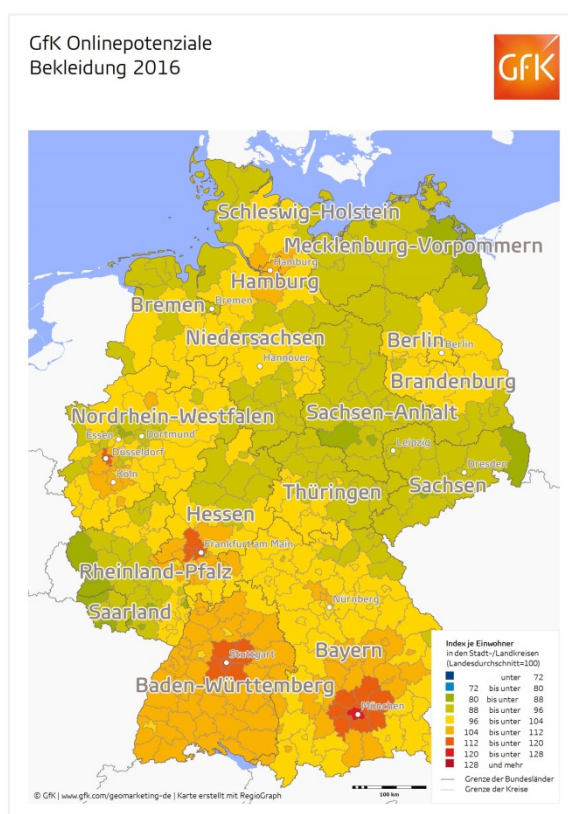 GfK Onlinepotenziale
Bekleidung 2016
GfK
Schleswig-Holstein
Mecklenburg-Vorpommern
Hamburg
Hamburg
Bremen
Bremen
Niedersachsen
Berlin
Berlin
Hannover
Brandenburg
Nordrhein-Westfalen
Sachsen-Anhalt
Essen
Dortmund
Leipzig
Düsseldorf
Dresden
Köln
Thüringen
Sachsen
Hessen
Frankfurt am Main
Rheinland-Pfalz
Nürnberg
Saarland
Stuttgart
Bayern
Baden-Württemberg
München
Index je Einwohner
in den Stadt-/Landkreisen
(Landesdurchschnitt=100)
unter 72
72 bis unter 80
80 bis unter 88
88 bis unter 96
96 bis unter 104
104 bis unter 112
112 bis unter 120
120 bis unter 128
128 und mehr
Grenze der Bundesländer
Grenze der Kreise
100 km
© GfK | www.gfk.com/geomarketing-de | Karte erstellt mit RegioGraph